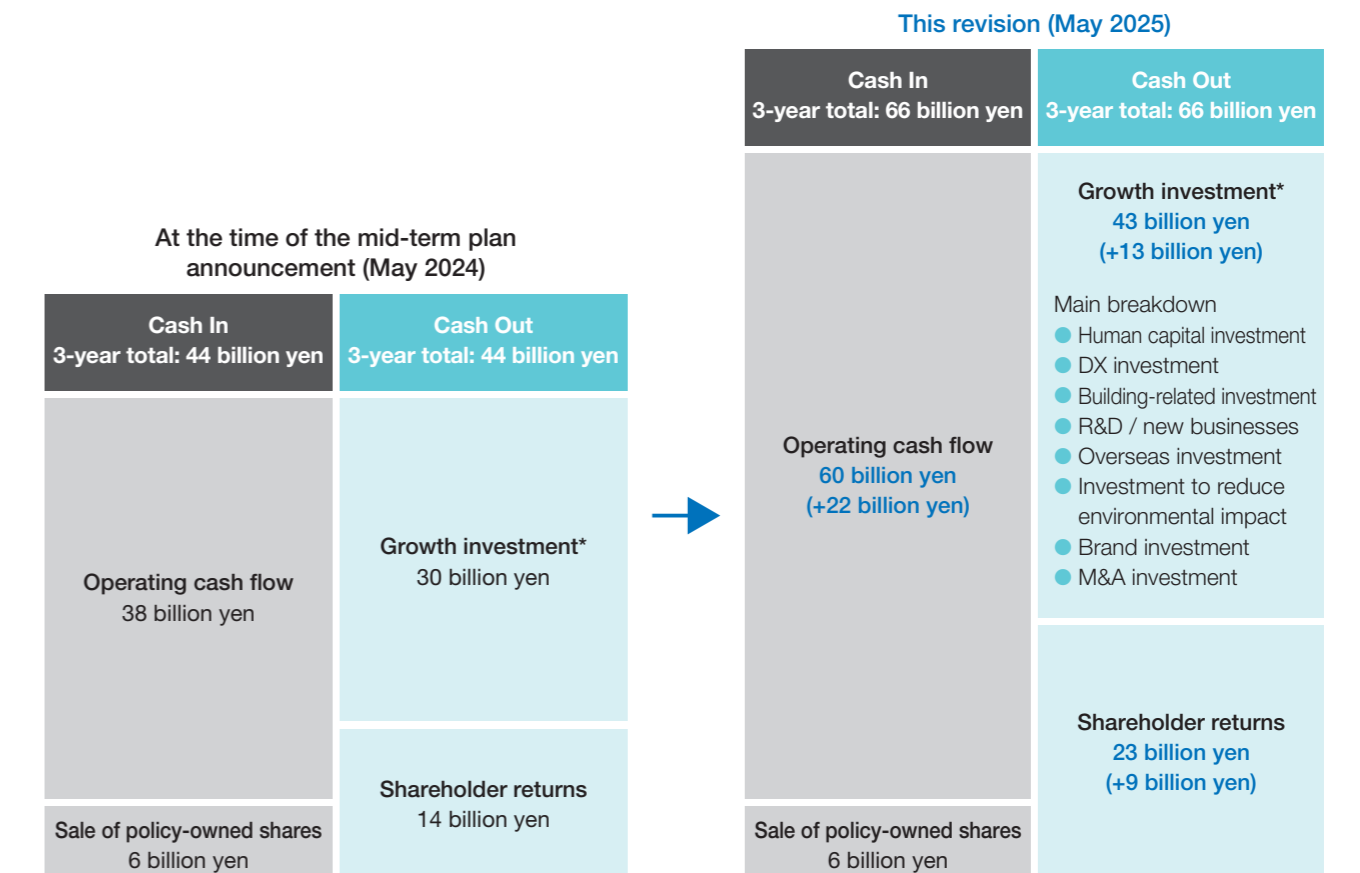 At the time of the mid-term plan
announcement (May 2024)
Cash In
3-year total: 44 billion yen
Cash Out
3-year total: 44 billion yen
Operating cash flow
38 billion yen
Sale of policy-owned shares
6 billion yen
Growth investment*
30 billion yen
Shareholder returns
14 billion yen
This revision (May 2025)
Cash In
3-year total: 66 billion yen
Cash Out
3-year total: 66 billion yen
Operating cash flow
60 billion yen
(+22 billion yen)
Sale of policy-owned shares
6 billion yen
Growth investment*
43 billion yen
(+13 billion yen)
Main breakdown
● Human capital investment
● DX investment
● Building-related investment
● R&D / new businesses
● Overseas investment
● Investment to reduce
environmental impact
● Brand investment
● M&A investment
Shareholder returns
23 billion yen
(+9 billion yen)